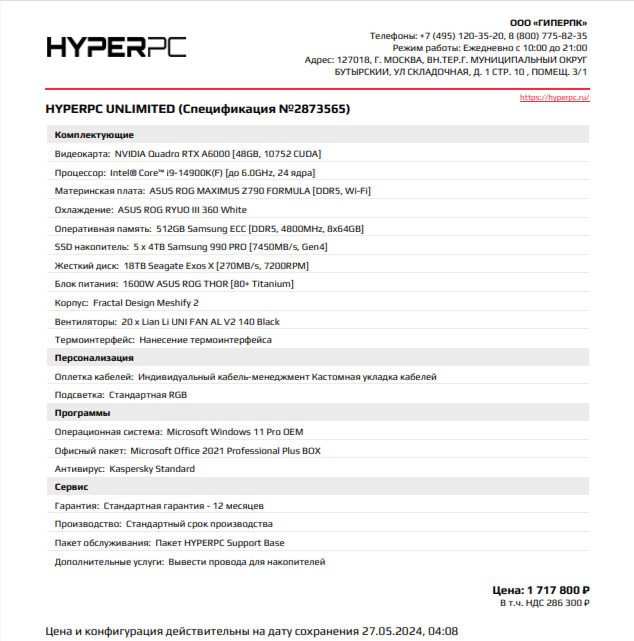 ООО «ГИПЕРПК»
HYPERPC
Телефоны: +7 (495) 120-35-20, 8 (800) 775-82-35
Режим работы: Ежедневно с 10:00 до 21:00
Адрес: 127018, Г. МОСКВА, ВН.ТЕР.Г. МУНИЦИПАЛЬНЫЙ ОКРУГ
БУТЫРСКИЙ, УЛ СКЛАДОЧНАЯ, Д. 1 СТР. 10 , ПОМЕЩ. 3/1
https://hyperpc.ru/
HYPERPC UNLIMITED (Спецификация №2873565)
Комплектующие
Видеокарта: NVIDIA Quadro RTX A6000 [48GB, 10752 CUDA]
Процессор: Intel® Core™ i9-14900K(F) [до 6.0GHz, 24 ядра]
Материнская плата: ASUS ROG MAXIMUS Z790 FORMULA [DDR5, Wi-Fi]
Охлаждение: ASUS ROG RYUO III 360 White
Оперативная память: 512GB Samsung ECC [DDR5, 4800MHz, 8x64GB]
SSD накопитель: 5 x 4TB Samsung 990 PRO [7450MB/s, Gen4]
Жесткий диск: 18TB Seagate Exos X [270MB/s, 7200RPM]
Блок питания: 1600W ASUS ROG THOR [80+ Titanium]
Корпус: Fractal Design Meshify 2
Вентиляторы: 20 x Lian Li UNI FAN AL V2 140 Black
Термоинтерфейс: Нанесение термоинтерфейса
Персонализация
Оплетка кабелей: Индивидуальный кабель-менеджмент Кастомная укладка кабелей
Подсветка: Стандартная RGB
Программы
Операционная система: Microsoft Windows 11 Pro OEM
Офисный пакет: Microsoft Office 2021 Professional Plus BOX
Антивирус: Kaspersky Standard
Сервис
Гарантия: Стандартная гарантия - 12 месяцев
Производство: Стандартный срок производства
Пакет обслуживания: Пакет HYPERPC Support Base
Дополнительные услуги: Вывести провода для накопителей
Цена: 1 717 800 ₽
В т.ч. НДС 286 300 ₽
Цена и конфигурация действительны на дату сохранения 27.05.2024, 04:08